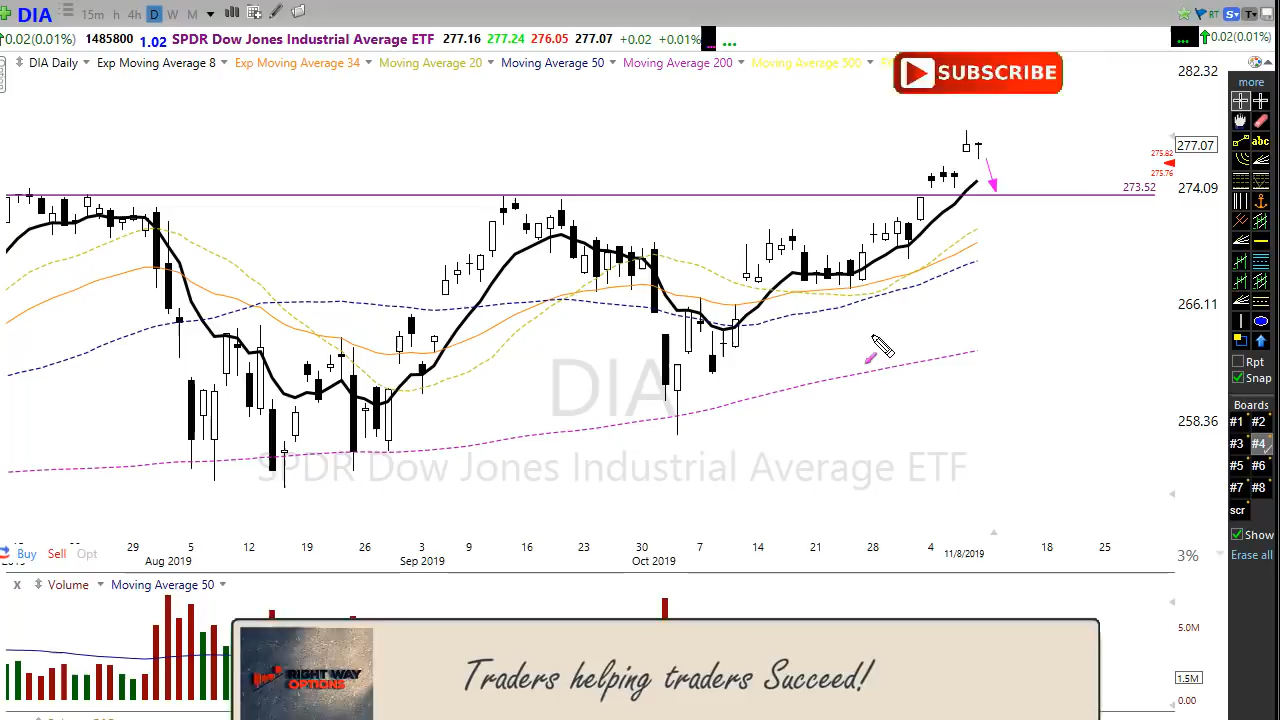 DIA 15m h 4h D W M RT S T
0.02(0.01%) 1485800 1.02 SPDR Dow Jones Industrial Average ETF 277.16 277.24 276.05 277.07 +0.02 +0.01% ... ... 0.02(0.01%)
DIA Daily Exp Moving Average 8 Exp Moving Average 34 Moving Average 20 Moving Average 50 Moving Average 200 Moving Average 500
SUBSCRIBE
282.32
more
277.07
275.82
275.76
273.52
274.09
abc
266.11
DIA
Rpt
Snap
Boards
258.36
#1 #2
#3 #4
SPDR Dow Jones Industrial Average ETF
#5 #6
#7 #8
scr
Show
Erase all
29 5 12 19 26 3 9 16 23 30 7 14 21 28 4 11/8/2019 18 25
Aug 2019 Sep 2019 Oct 2019
Buy Sell Opt
3%
X Volume Moving Average 50
5.0M
1.5M
0.00
RIGHT WAY
OPTIONS
Traders helping traders Succeed!